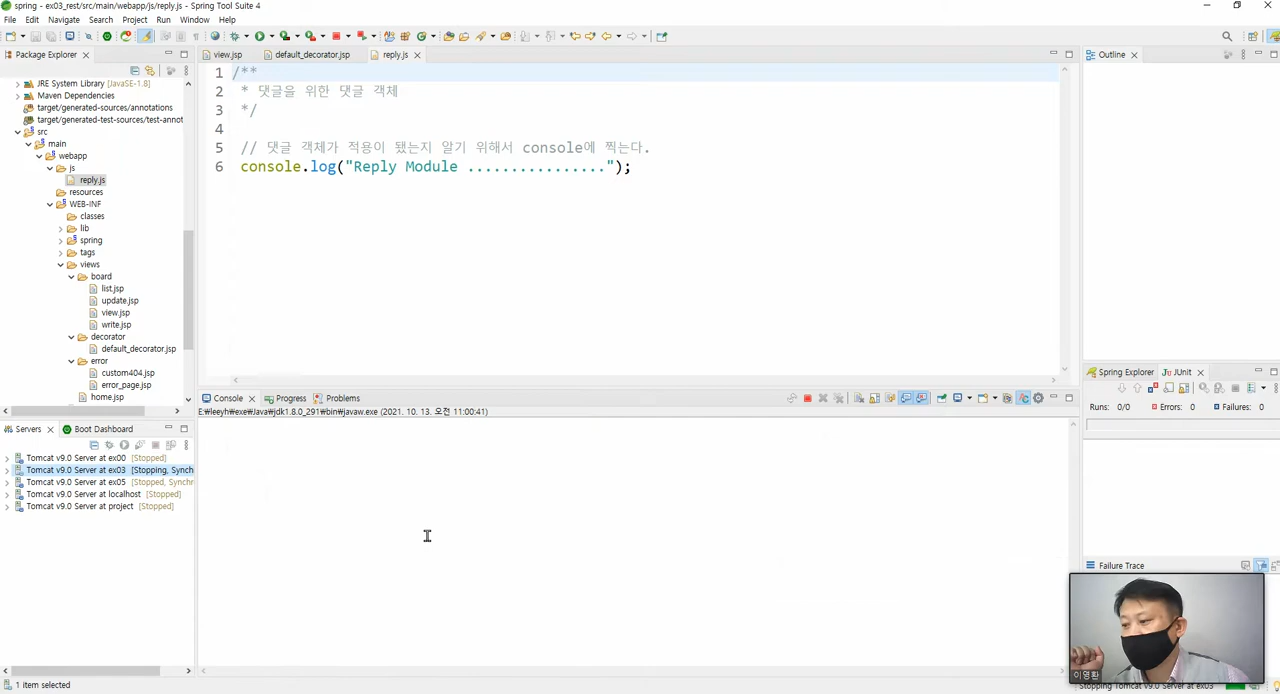 spring - ex03_rest/src/main/webapp/js/reply.js - Spring Tool Suite 4
File Edit Navigate Search Project Run Window Help
Package Explorer
JRE System Library [JavaSE-1.8]
Maven Dependencies
target/generated-sources/annotations
target/generated-test-sources/test-annot
src
main
webapp
js
reply.js
resources
WEB-INF
classes
lib
spring
tags
views
board
list.jsp
update.jsp
view.jsp
write.jsp
decorator
default_decorator.jsp
error
custom404.jsp
error_page.jsp
home.jsp
view.jsp default_decorator.jsp reply.js
1 /**
2 * 댓글을 위한 댓글 객체
3 */
4
5 // 댓글 객체가 적용이 됐는지 알기 위해서 console에 찍는다.
6 console.log("Reply Module ................");
Outline
Spring Explorer JUnit
Runs: 0/0 Errors: 0 Failures: 0
Failure Trace
Console Progress Problems
E:₩leeyh₩exe₩Java₩jdk1.8.0_291₩bin₩javaw.exe (2021. 10. 13. 오전 11:00:41)
Servers Boot Dashboard
Tomcat v9.0 Server at ex00 [Stopped]
Tomcat v9.0 Server at ex03 [Stopping, Synchr
Tomcat v9.0 Server at ex05 [Stopped, Synchr
Tomcat v9.0 Server at localhost [Stopped]
Tomcat v9.0 Server at project [Stopped]
1 item selected
이영환
Stopping Tomcat v9.0 Server at ex03